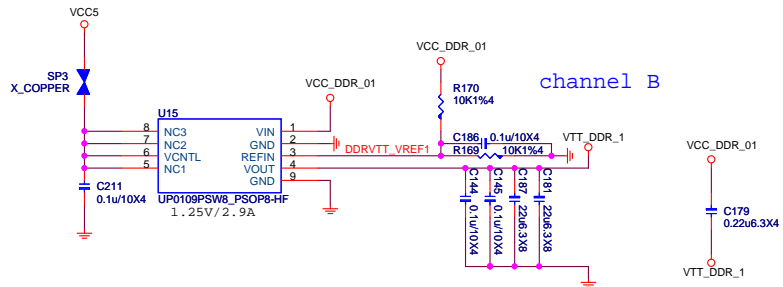 VCC5
SP3
X_COPPER
U15
8 NC3
7 NC2
6 VCNTL
5 NC1
VIN 1
GND 2
REFIN 3
VOUT 4
GND 9
UP0109PSW8_PSOP8-HF
1.25V/2.9A
C211
0.1u/10X4
VCC_DDR_01
DDRVTT_VREF1
VCC_DDR_01
R170
10K1%4
channel B
C186 0.1u/10X4
R169 10K1%4
VTT_DDR_1
C144
0.1u/10X4
C145
0.1u/10X4
C187
22u6.3X8
C181
22u6.3X8
VCC_DDR_01
C179
0.22u6.3X4
VTT_DDR_1